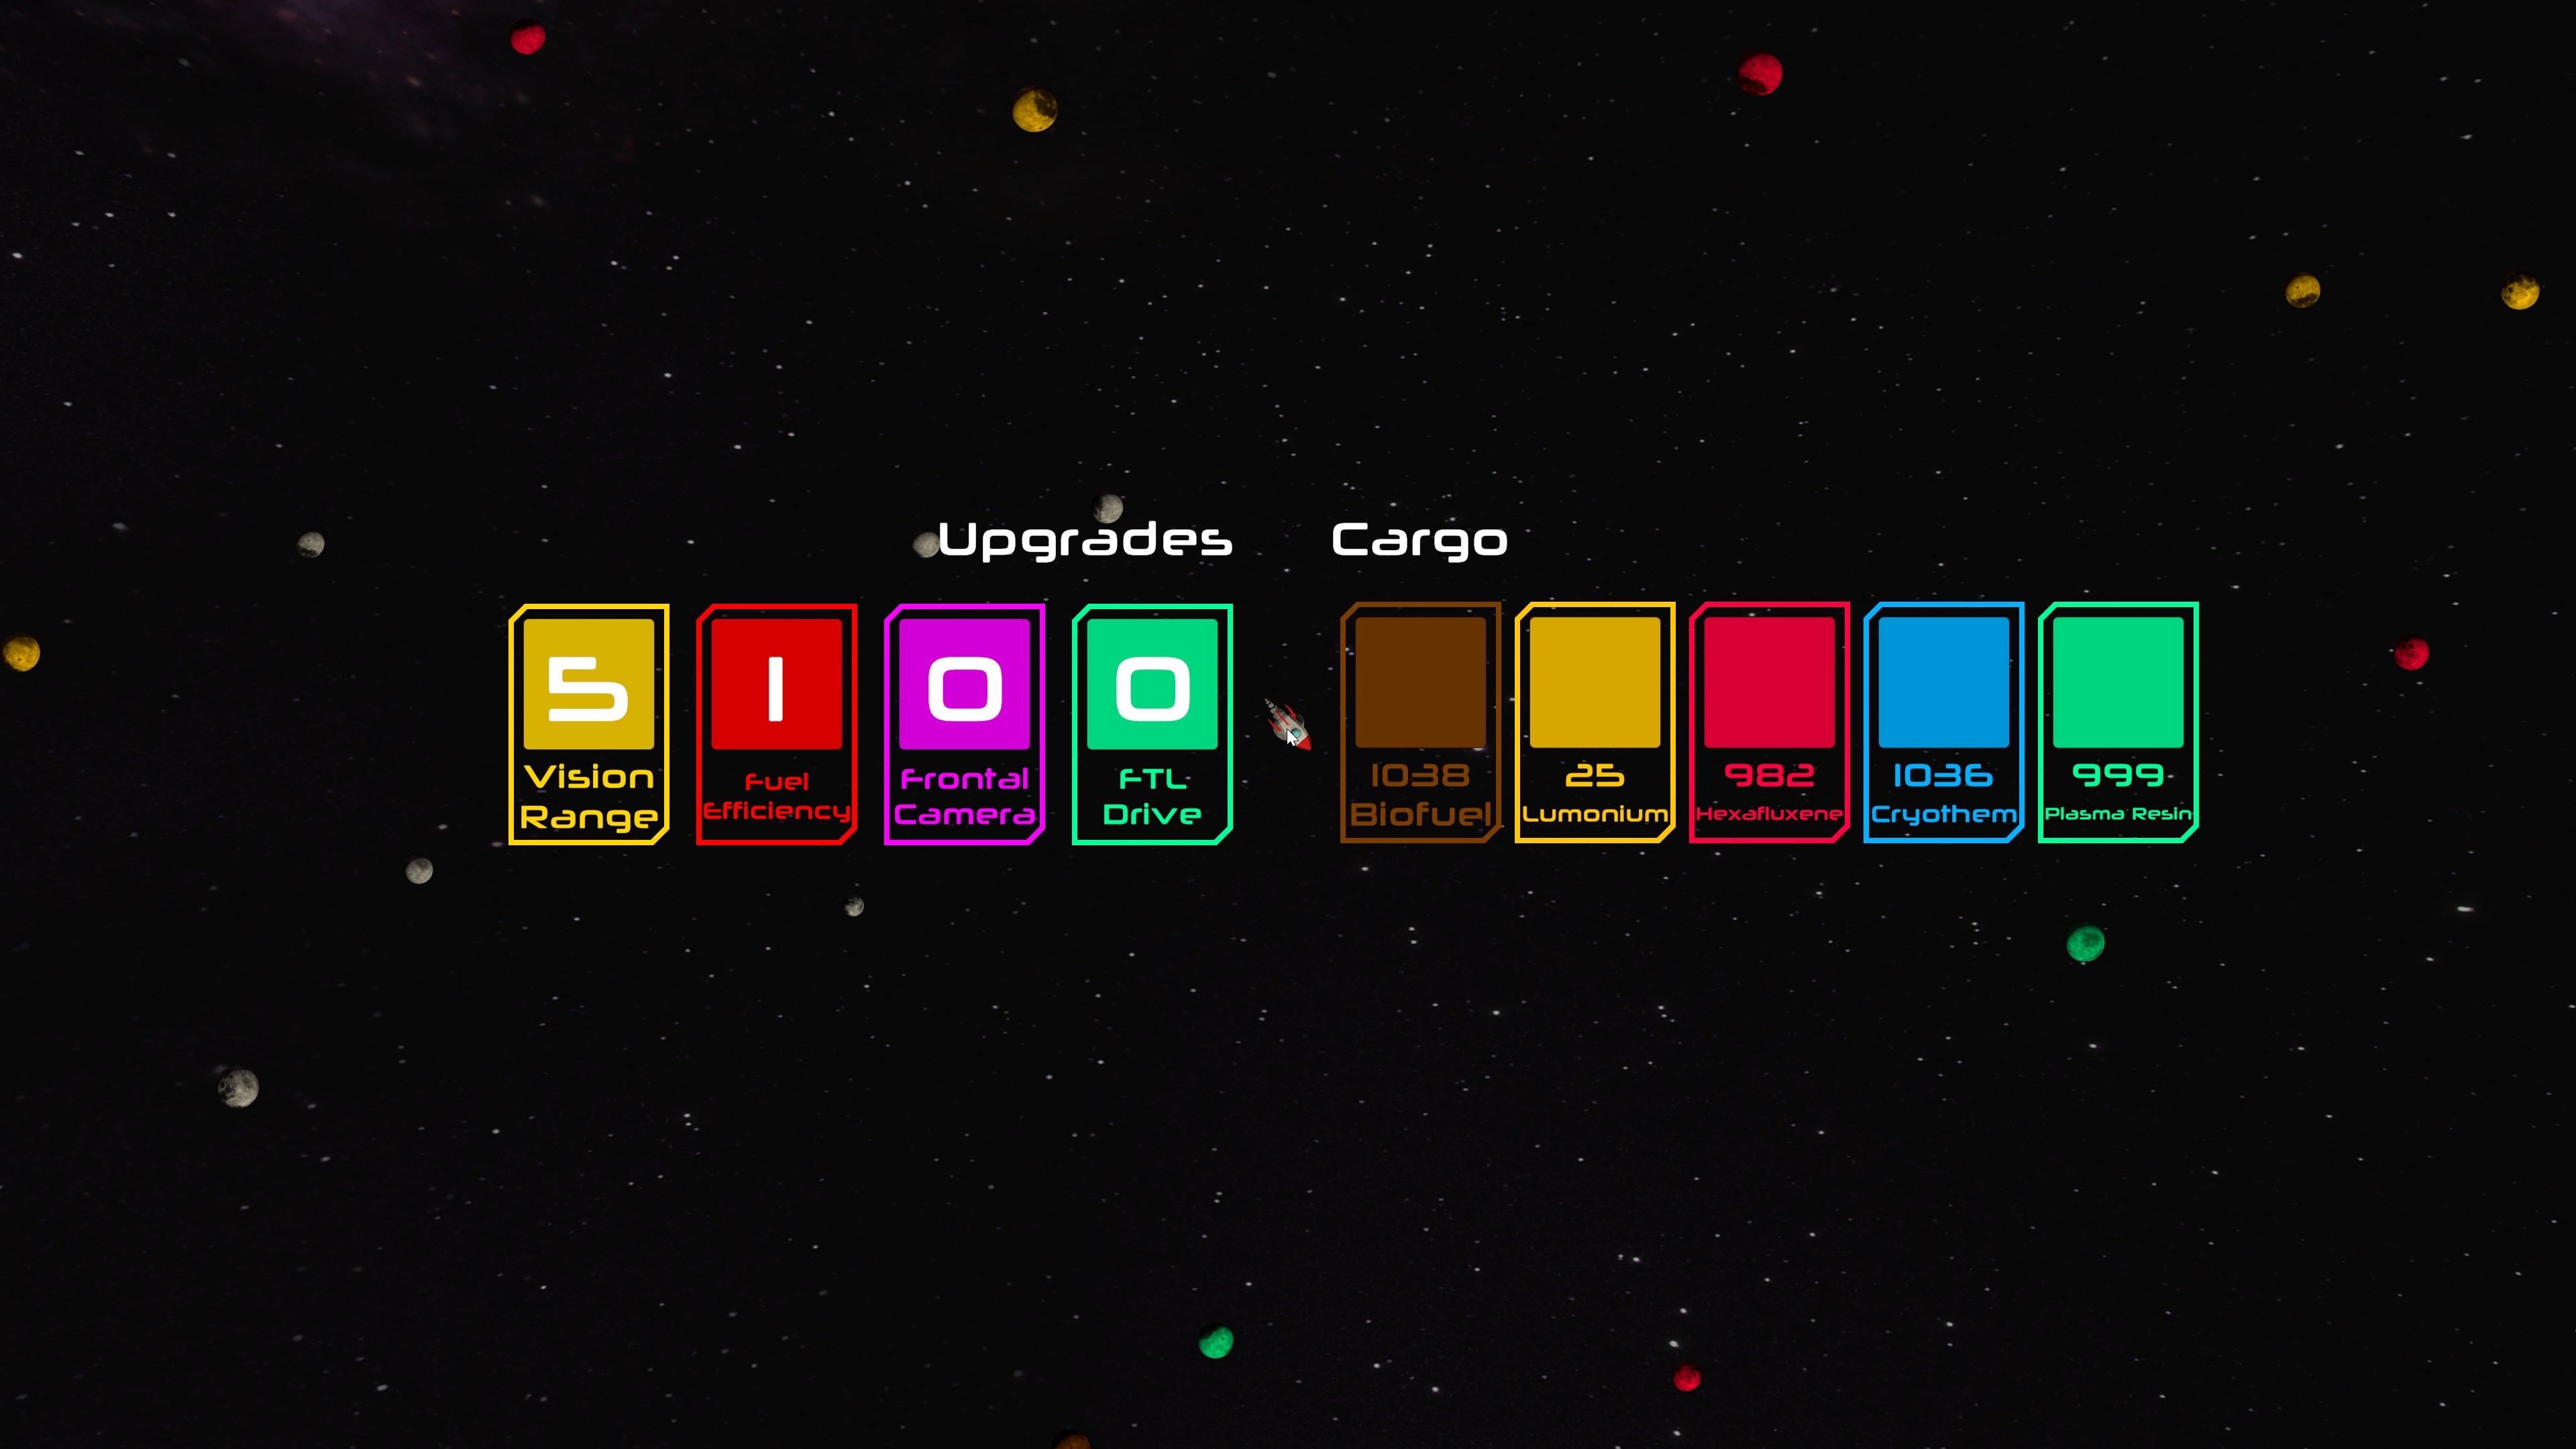 Upgrades
Cargo
5
Vision
Range
1
Fuel
Efficiency
0
Frontal
Camera
0
FTL
Drive
1038
Biofuel
25
Lumonium
982
Hexafluxene
1036
Cryothem
999
Plasma Resin